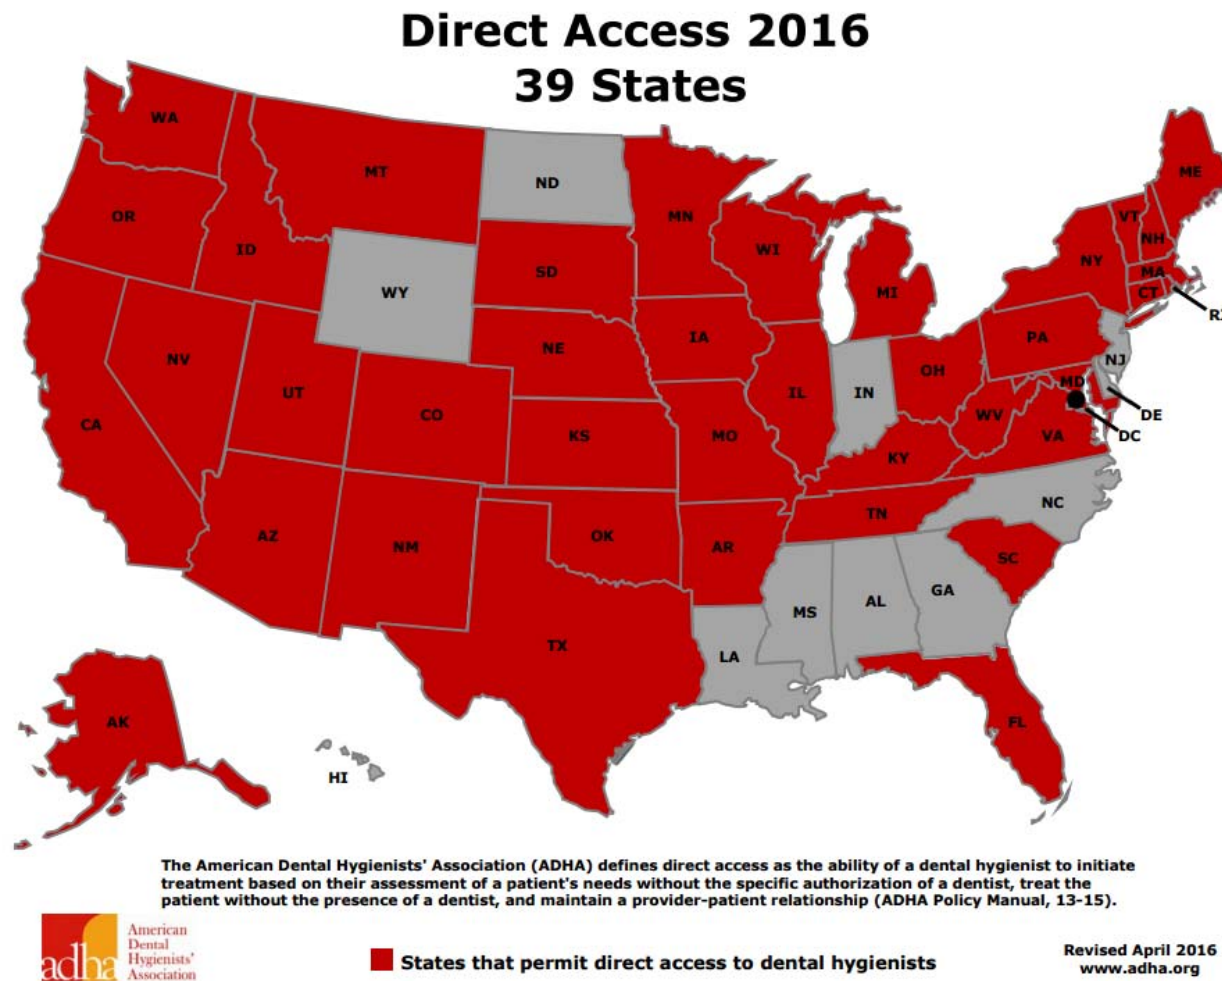 Direct Access 2016
39 States
WA
MT
ND
ME
OR
ID
MN
VT
NH
WI
SD
NY
MA
WY
MI
CT
RI
IA
PA
NE
NV
OH
NJ
UT
IL
IN
MD
CO
WV
DE
CA
KS
MO
VA
DC
KY
NC
TN
AZ
NM
OK
AR
SC
MS
AL
GA
TX
LA
AK
FL
HI
The American Dental Hygienists' Association (ADHA) defines direct access as the ability of a dental hygienist to initiate
treatment based on their assessment of a patient's needs without the specific authorization of a dentist, treat the
patient without the presence of a dentist, and maintain a provider-patient relationship (ADHA Policy Manual, 13-15).
adha
American
Dental
Hygienists'
Association
States that permit direct access to dental hygienists
Revised April 2016
www.adha.org